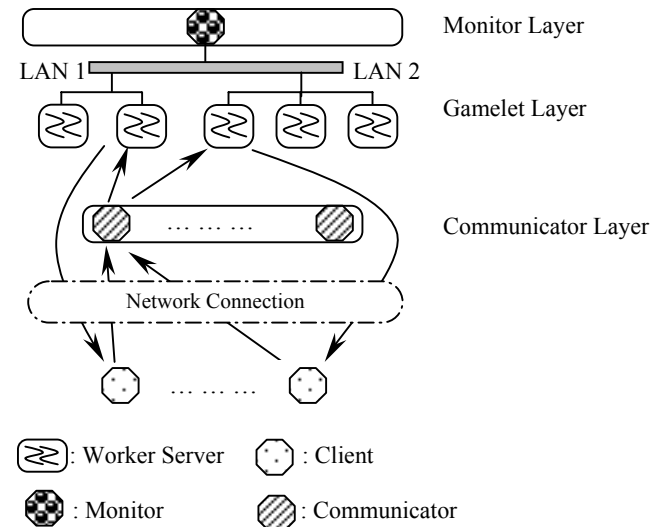 Monitor Layer
LAN 1
LAN 2
Gamelet Layer
… … …
Communicator Layer
Network Connection
… … …
: Worker Server
: Client
: Monitor
: Communicator